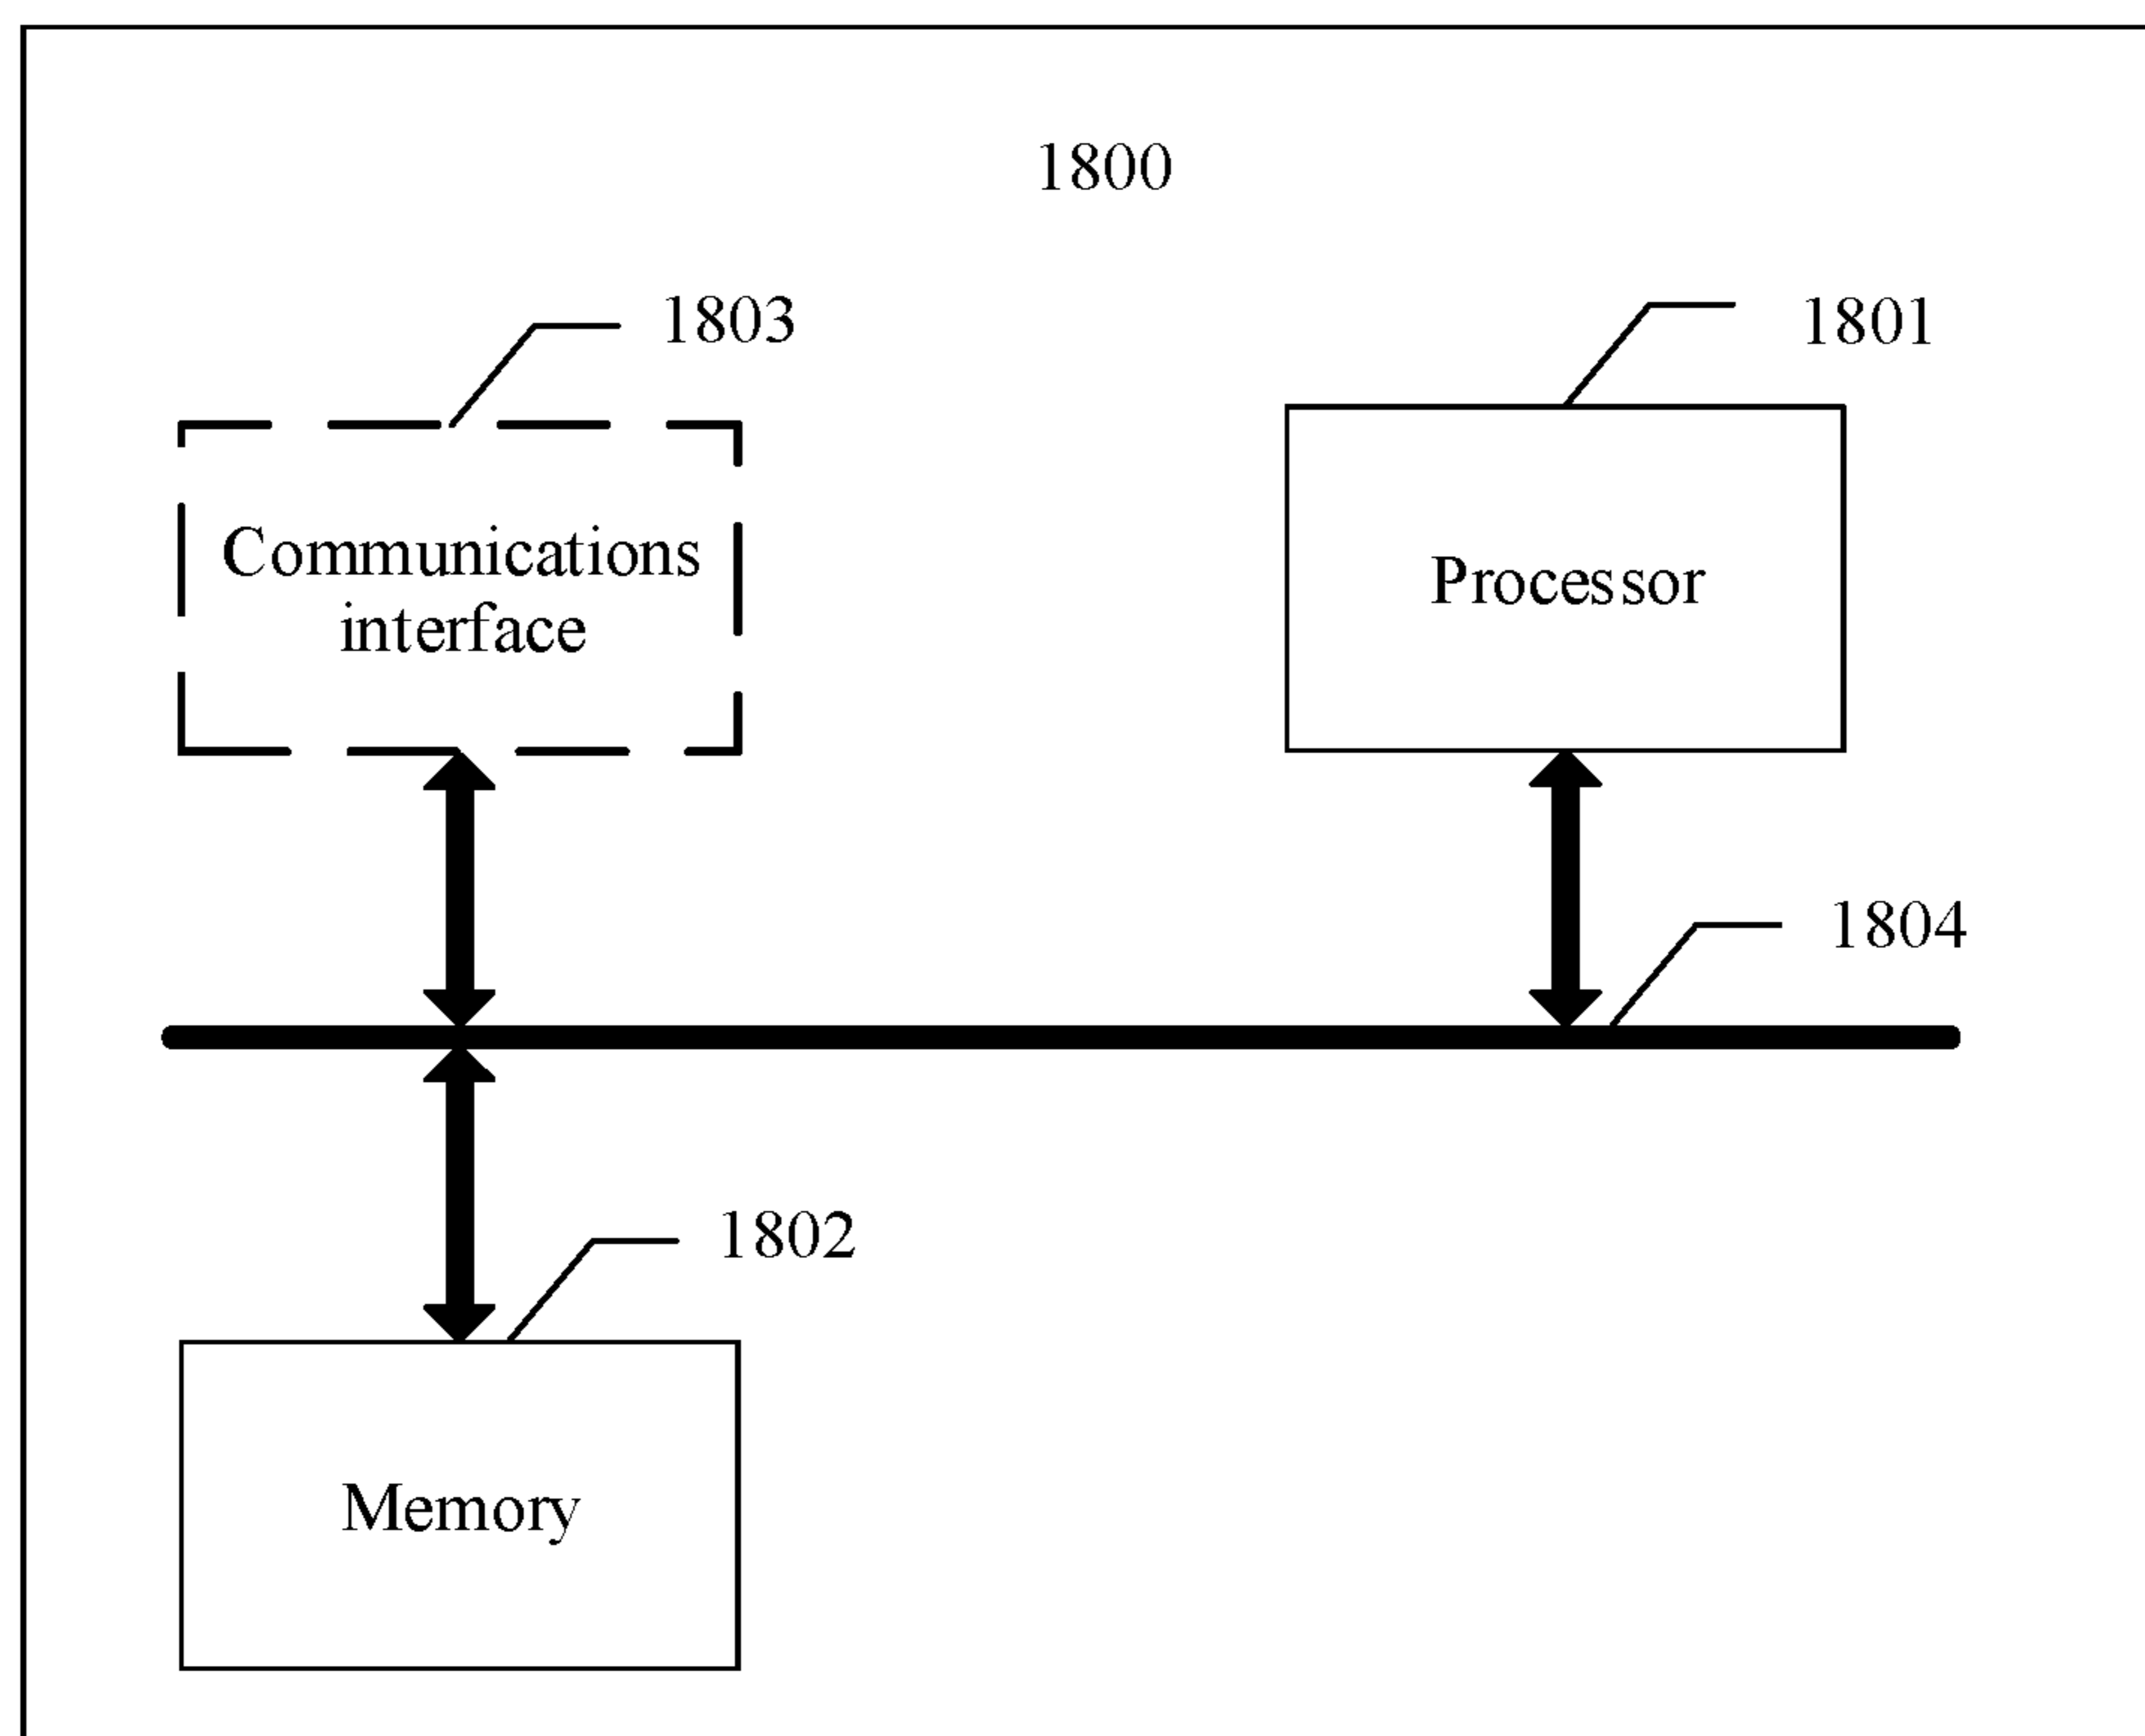 1800
1803
1801
Communications
interface
Processor
1804
1802
Memory